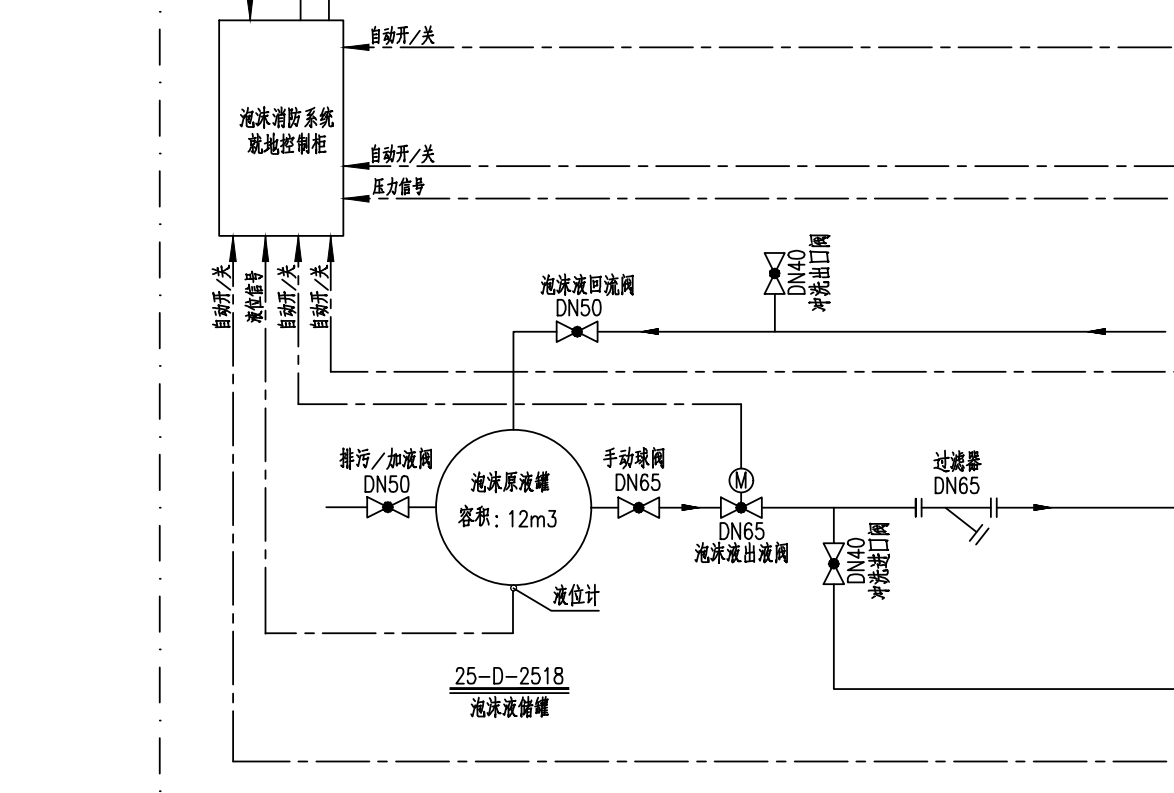 自动开/关
泡沫消防系统
就地控制柜
自动开/关
压力信号
自动开/关
液位信号
自动开/关
自动开/关
泡沫液回流阀
DN50
DN40
冲洗出口阀
排污/加液阀
DN50
泡沫原液罐
容积: 12m3
手动球阀
DN65
M
DN65
泡沫液出液阀
过滤器
DN65
DN40
冲洗进口阀
液位计
25-D-2518
泡沫液储罐